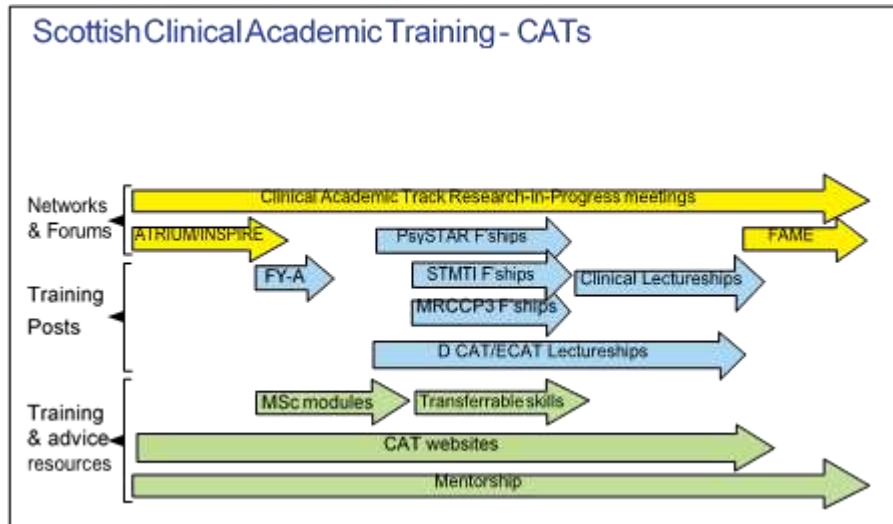 Scottish Clinical Academic Training - CATs
Clinical Academic Track Research-in-Progress meetings
Networks
& Forums
ATRIUM/INSPIRE
PsySTAR F'ships
FAME
FY-A
STMTI F'ships
Clinical Lectureships
Training
Posts
MRCCP3 F'ships
D CAT/ECAT Lectureships
MSc modules
Transferrable skills
Training
& advice
resources
CAT websites
Mentorship